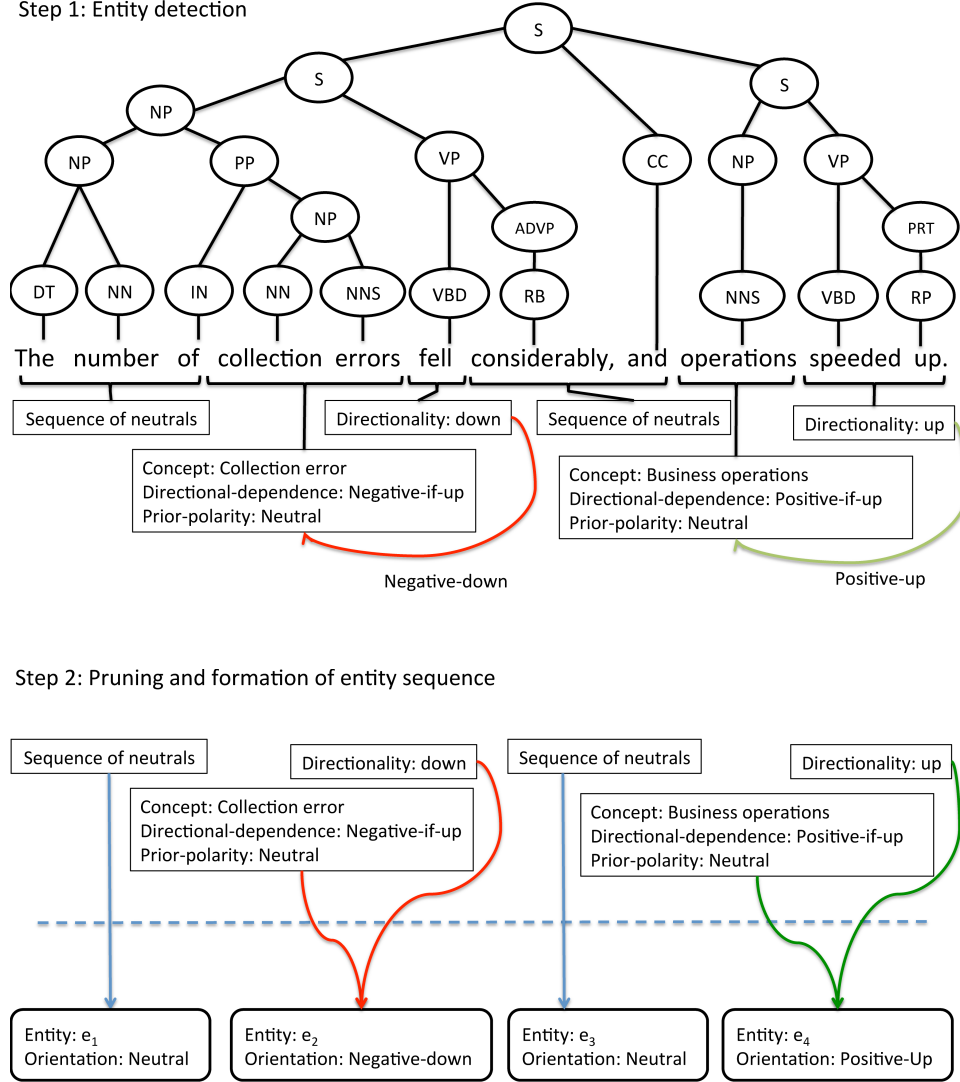 Step 1: Entity detection
S
S
S
NP
NP
PP
VP
CC
NP
VP
NP
ADVP
PRT
DT
NN
IN
NN
NNS
VBD
RB
NNS
VBD
RP
The number of collection errors fell considerably, and operations speeded up.
Sequence of neutrals
Directionality: down
Sequence of neutrals
Directionality: up
Concept: Collection error
Directional-dependence: Negative-if-up
Prior-polarity: Neutral
Concept: Business operations
Directional-dependence: Positive-if-up
Prior-polarity: Neutral
Negative-down
Positive-up
Step 2: Pruning and formation of entity sequence
Sequence of neutrals
Directionality: down
Sequence of neutrals
Directionality: up
Concept: Collection error
Directional-dependence: Negative-if-up
Prior-polarity: Neutral
Concept: Business operations
Directional-dependence: Positive-if-up
Prior-polarity: Neutral
Entity: e1
Orientation: Neutral
Entity: e2
Orientation: Negative-down
Entity: e3
Orientation: Neutral
Entity: e4
Orientation: Positive-Up